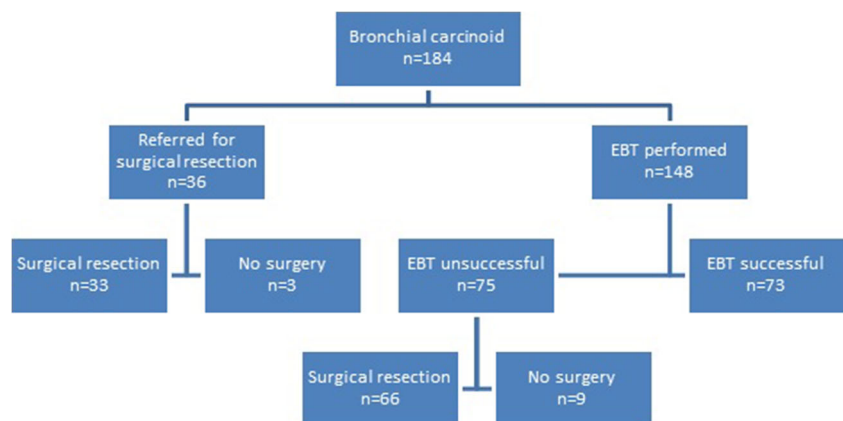 Bronchial carcinoid
n=184
Referred for
surgical resection
n=36
EBT performed
n=148
Surgical resection
n=33
No surgery
n=3
EBT unsuccessful
n=75
EBT successful
n=73
Surgical resection
n=66
No surgery
n=9